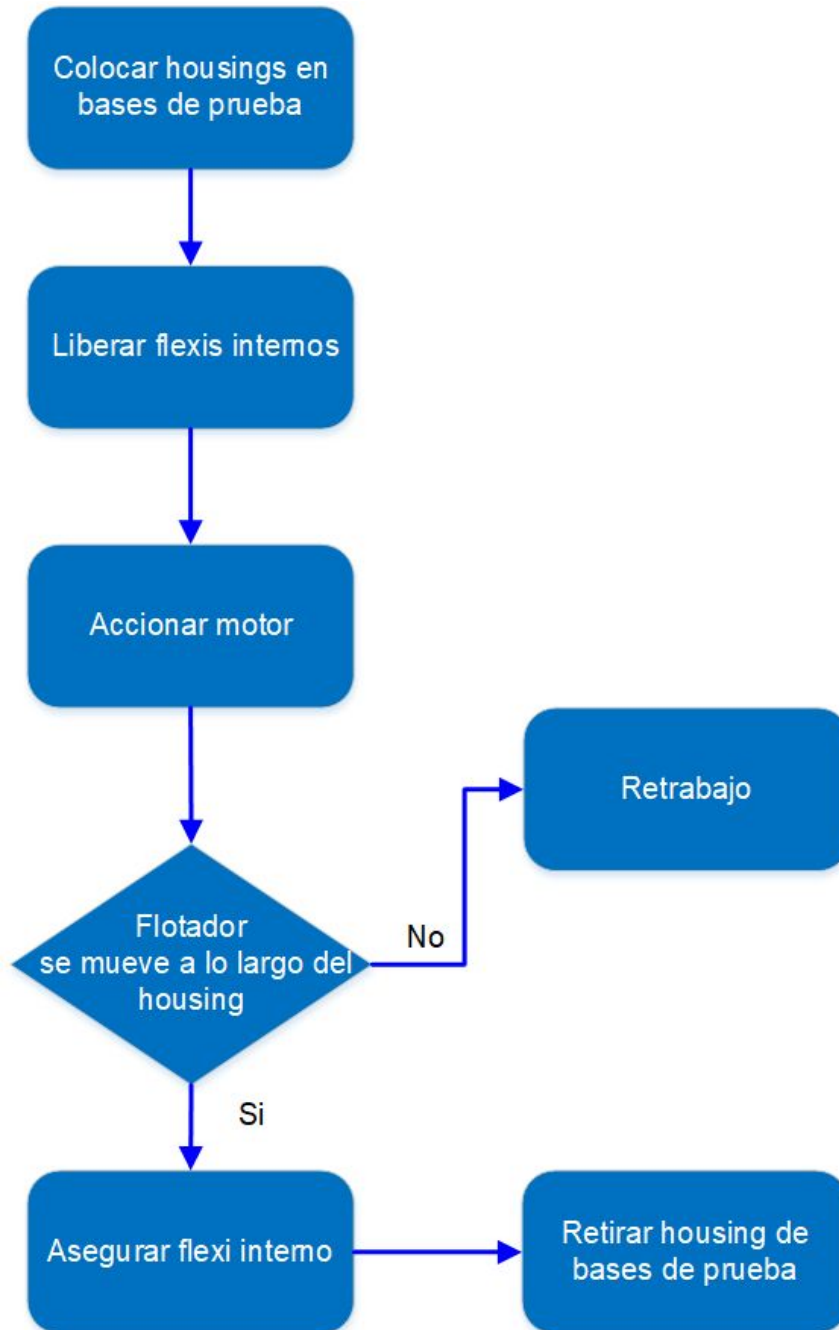 Colocar housings en
bases de prueba
Liberar flexis internos
Accionar motor
Retrabajo
Flotador
se mueve a lo largo del
housing
No
Si
Asegurar flexi interno
Retirar housing de
bases de prueba